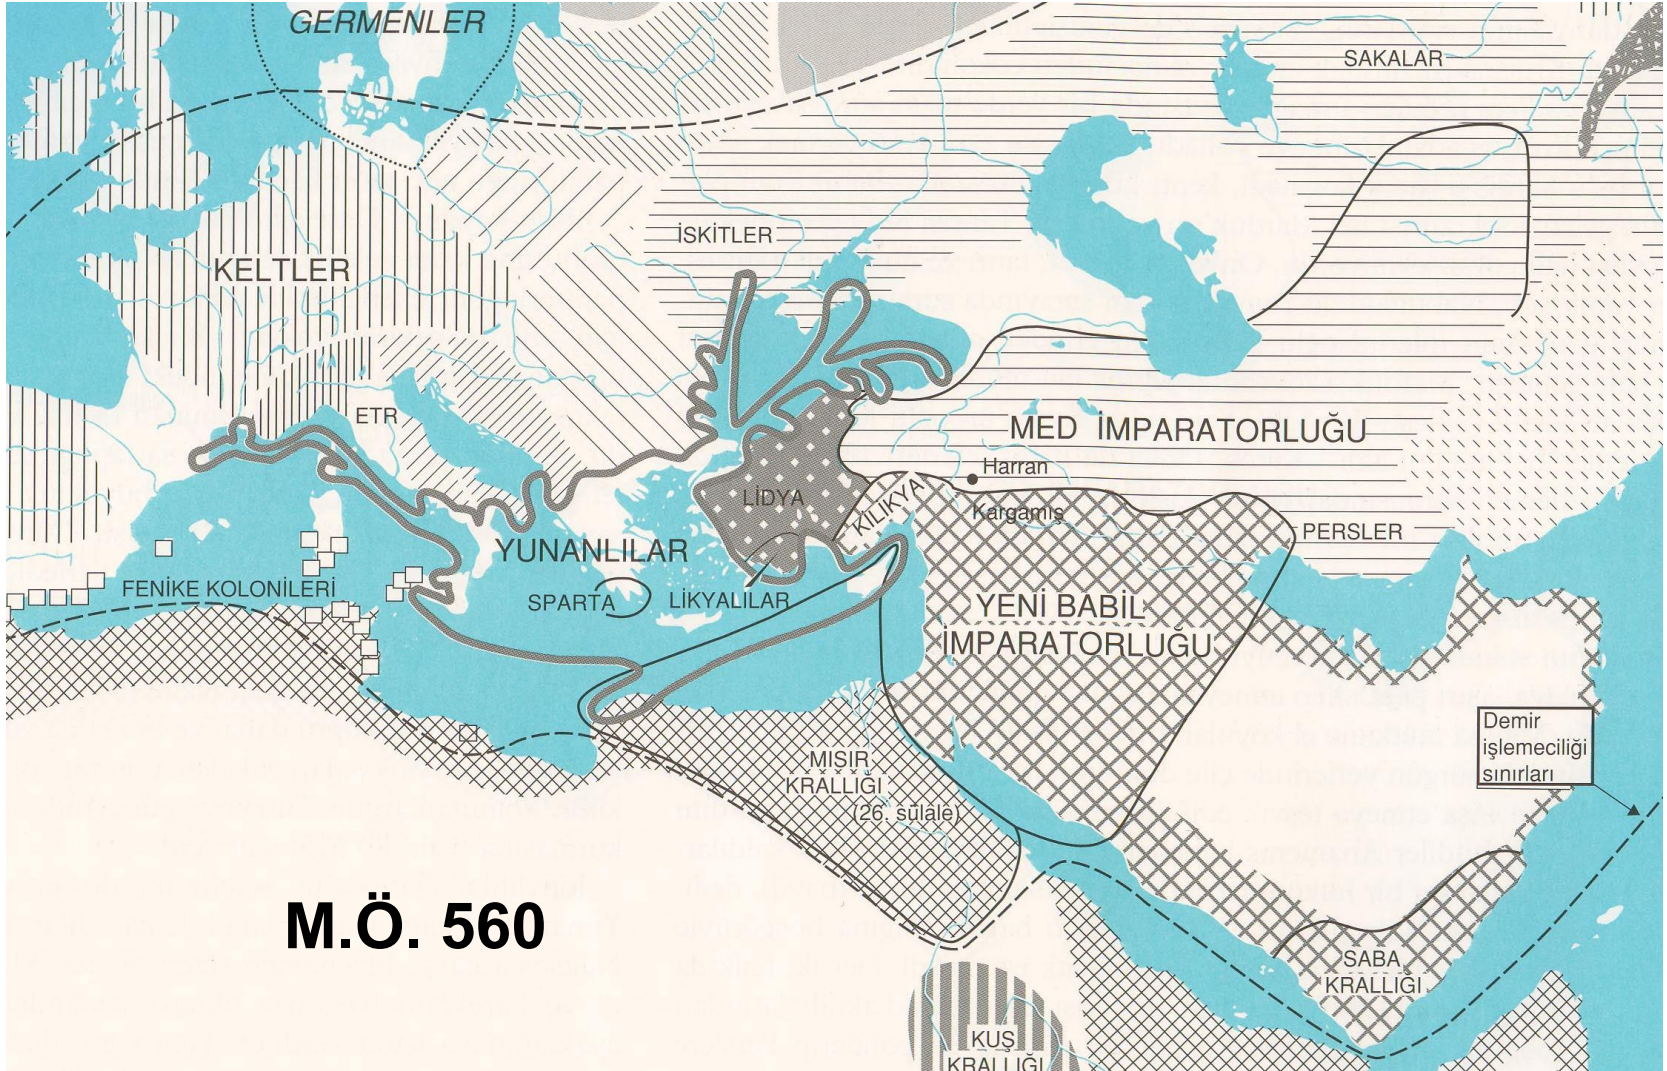 GERMENLER
SAKALAR
İSKİTLER
KELTLER
ETR
MED İMPARATORLUĞU
Harran
LİDYA
KİLİKYA
Kargamış
PERSLER
YUNANLILAR
FENİKE KOLONİLERİ
SPARTA
LİKYALILAR
YENİ BABİL
İMPARATORLUĞU
Demir
işlemeciliği
sınırları
MISIR
KRALLIĞI
(26. sülale)
M.Ö. 560
SABA
KRALLIĞI
KUŞ
KRALLIĞI